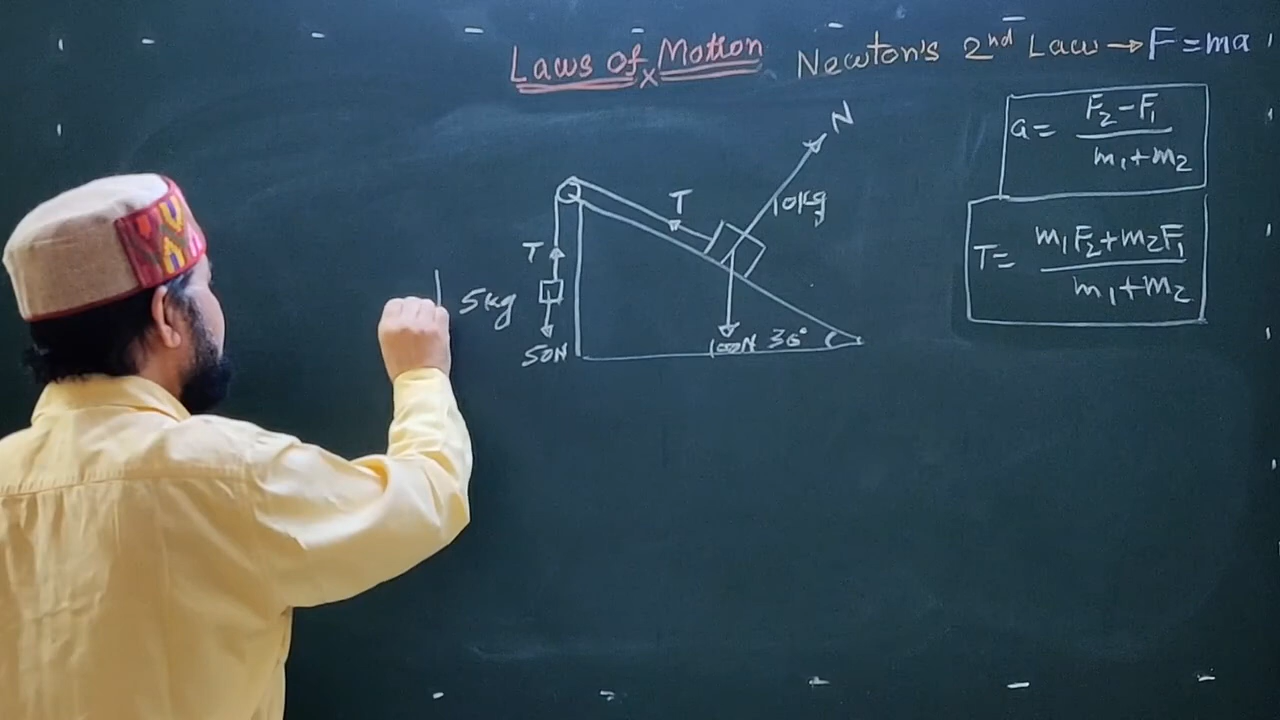 Laws of Motion Newton's 2nd Law → F = ma
a = F₂ - F₁ / m₁ + m₂
T = m₁F₂ + m₂F₁ / m₁ + m₂
N
10kg
T
T
5kg
50N
100N 30°